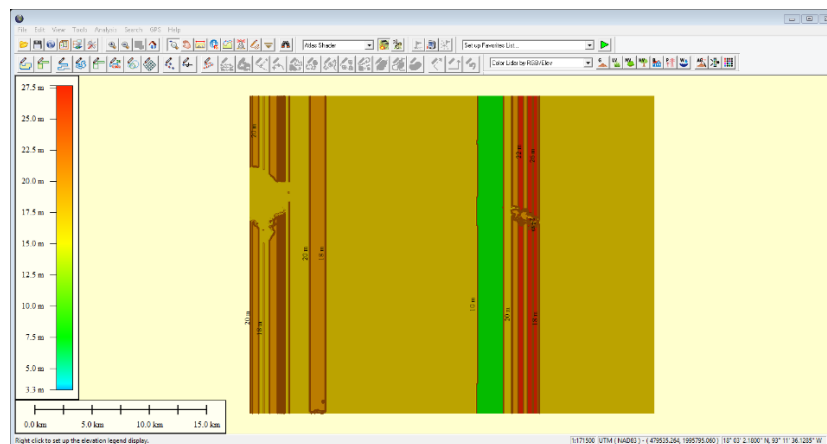 File Edit View Tools Analysis Search GPS Help
Atlas Shader
Set up Favorites List...
Color Lidar by RGB/Elev
27.5 m
25.0 m
22.5 m
20.0 m
17.5 m
15.0 m
12.5 m
10.0 m
7.5 m
5.0 m
3.3 m
20 m
20 m
18 m
20 m
18 m
10 m
20 m
22 m
20 m
18 m
0.0 km 5.0 km 10.0 km 15.0 km
Right click to set up the elevation legend display.
1:171500 UTM ( NAD83 ) - ( 479535.264, 1995795.060 ) 18° 03' 2.1800" N, 93° 11' 36.1285" W